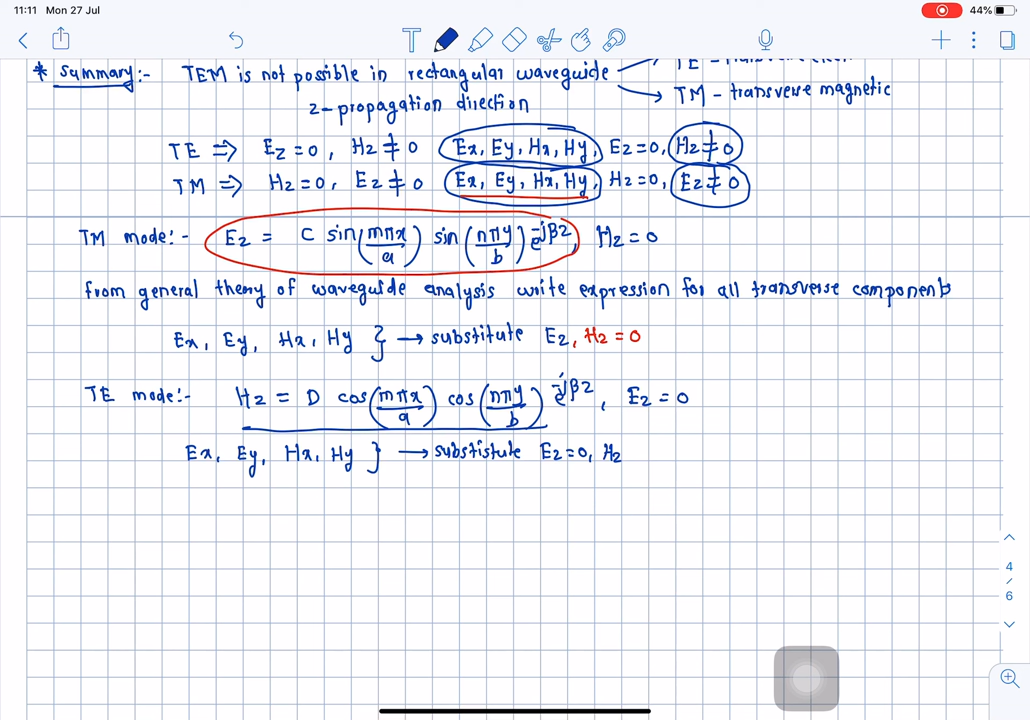 11:11 Mon 27 Jul 44%
* Summary:- TEM is not possible in rectangular waveguide
TM - transverse magnetic
z - propagation direction
TE => Ez = 0, Hz ≠ 0 Ex, Ey, Hx, Hy, Ez = 0, Hz ≠ 0
TM => Hz = 0, Ez ≠ 0 Ex, Ey, Hx, Hy, Hz = 0, Ez ≠ 0
TM mode:- Ez = C sin(mπx/a) sin(nπy/b) e^-jβz, Hz = 0
from general theory of waveguide analysis write expression for all transverse components
Ex, Ey, Hx, Hy } → substitute Ez, Hz = 0
TE mode:- Hz = D cos(mπx/a) cos(nπy/b) e^-jβz, Ez = 0
Ex, Ey, Hx, Hy } → substistute Ez = 0, Hz
4
/
6